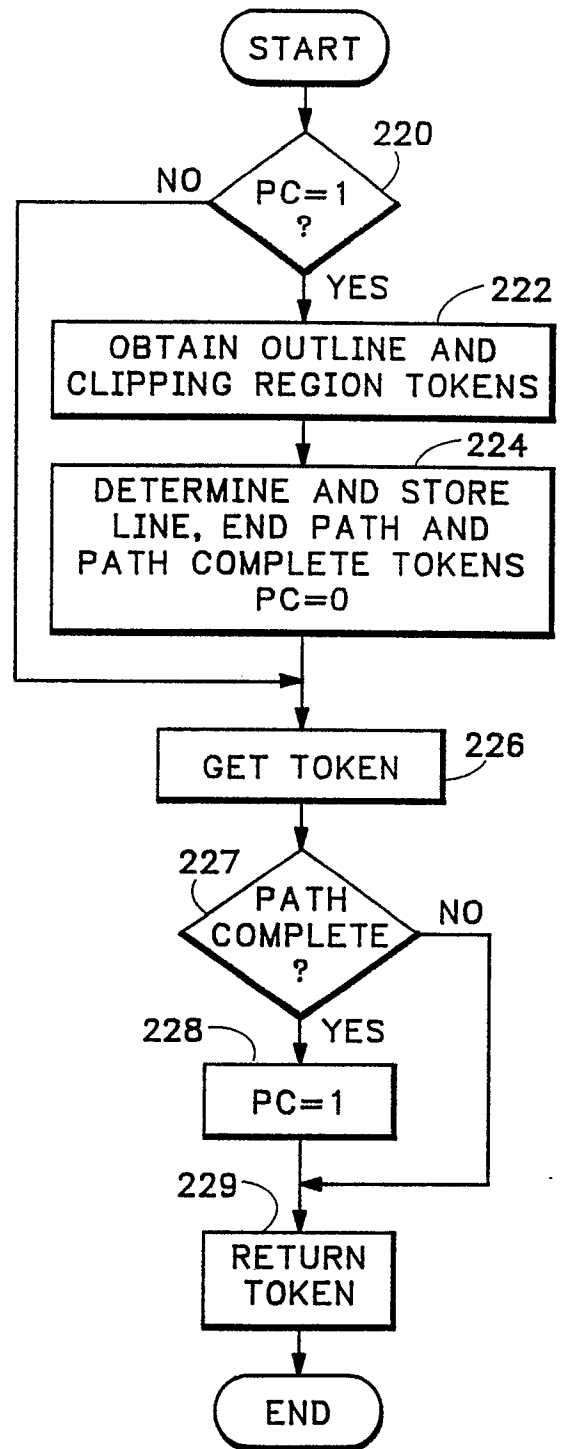 START
220
NO
PC=1
?
YES
222
OBTAIN OUTLINE AND
CLIPPING REGION TOKENS
224
DETERMINE AND STORE
LINE, END PATH AND
PATH COMPLETE TOKENS
PC=0
226
GET TOKEN
227
PATH
COMPLETE
?
NO
YES
228
PC=1
229
RETURN
TOKEN
END